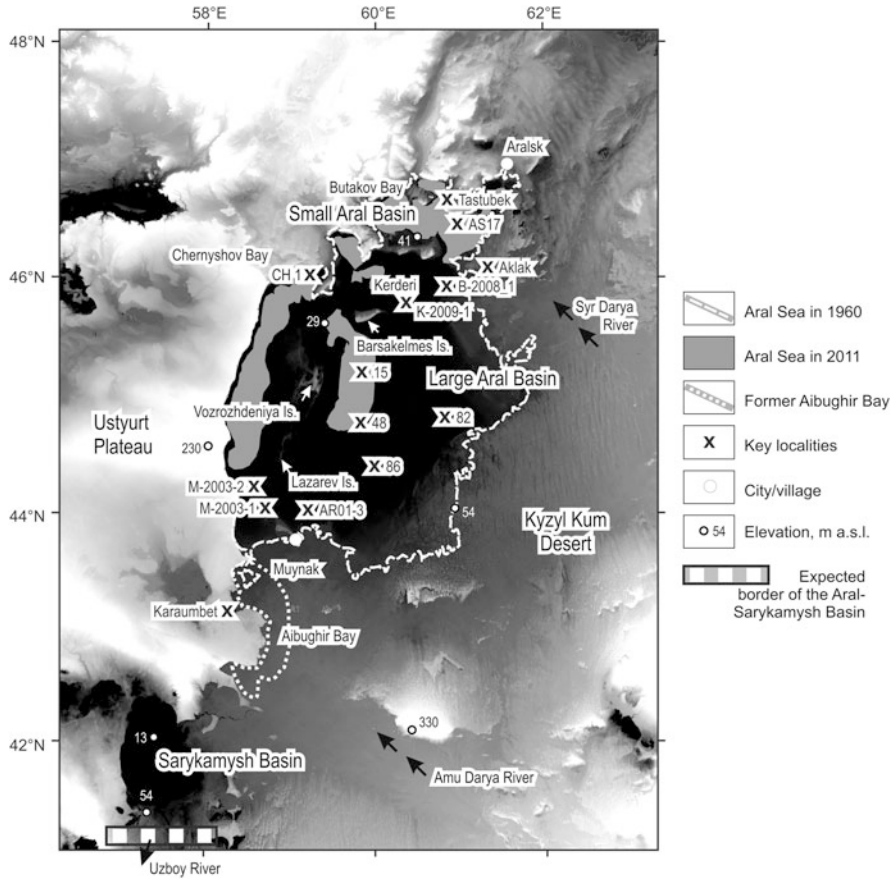 58°E 60°E 62°E
48°N
Aralsk
Butakov Bay
Tastubek
Small Aral Basin
AS17
41
Chernyshov Bay
46°N
CH 1
Aklak
Kerderi
B-2008_1
K-2009-1
Syr Darya
River
29
Barsakelmes Is.
15
Large Aral Basin
Vozrozhdeniya Is.
48
82
Ustyurt
Plateau
230
86
Lazarev Is.
M-2003-2
M-2003-1
AR01-3
54
44°N
Kyzyl Kum
Desert
Muynak
Karaumbet
Aibughir Bay
330
42°N
13
Sarykamysh Basin
Amu Darya River
54
Uzboy River
Aral Sea in 1960
Aral Sea in 2011
Former Aibughir Bay
X Key localities
City/village
54 Elevation, m a.s.l.
Expected
border of the Aral-
Sarykamysh Basin